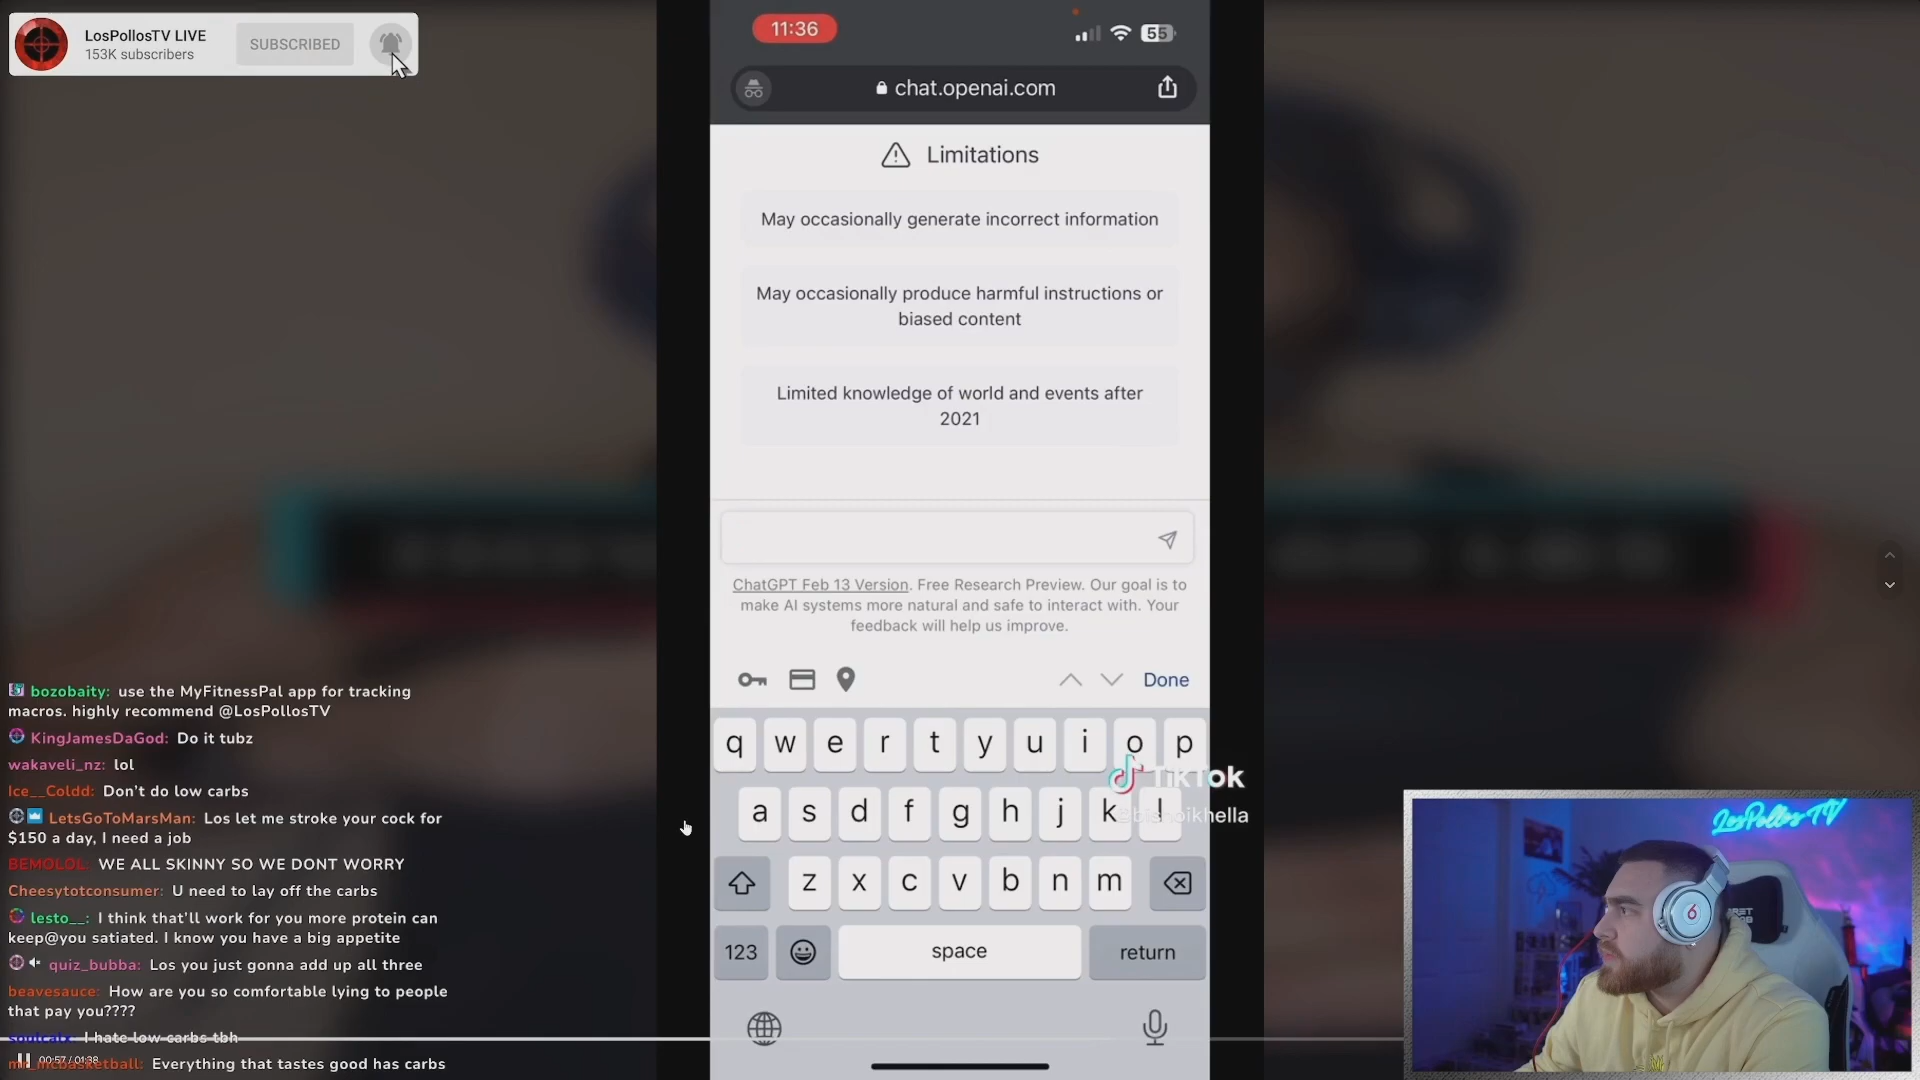 LosPollosTV LIVE
153K subscribers
SUBSCRIBED
11:36
55
chat.openai.com
Limitations
May occasionally generate incorrect information
May occasionally produce harmful instructions or
biased content
Limited knowledge of world and events after
2021
ChatGPT Feb 13 Version. Free Research Preview. Our goal is to
make AI systems more natural and safe to interact with. Your
feedback will help us improve.
Done
q w e r t y u i o p
TikTok
a s d f g h j k l
z x c v b n m
123
space
return
bozobaity: use the MyFitnessPal app for tracking
macros. highly recommend @LosPollosTV
KingJamesDaGod: Do it tubz
wakaveli_nz: lol
Ice__Coldd: Don't do low carbs
LetsGoToMarsMan: Los let me stroke your cock for
$150 a day, I need a job
BEMOLOL: WE ALL SKINNY SO WE DONT WORRY
Cheesytotconsumer: U need to lay off the carbs
lesto__: I think that'll work for you more protein can
keep@you satiated. I know you have a big appetite
quiz_bubba: Los you just gonna add up all three
beavesauce: How are you so comfortable lying to people
that pay you????
I hate low carbs tbh
00:57 / 01:38
mr_mcbasketball: Everything that tastes good has carbs
LosPollos TV